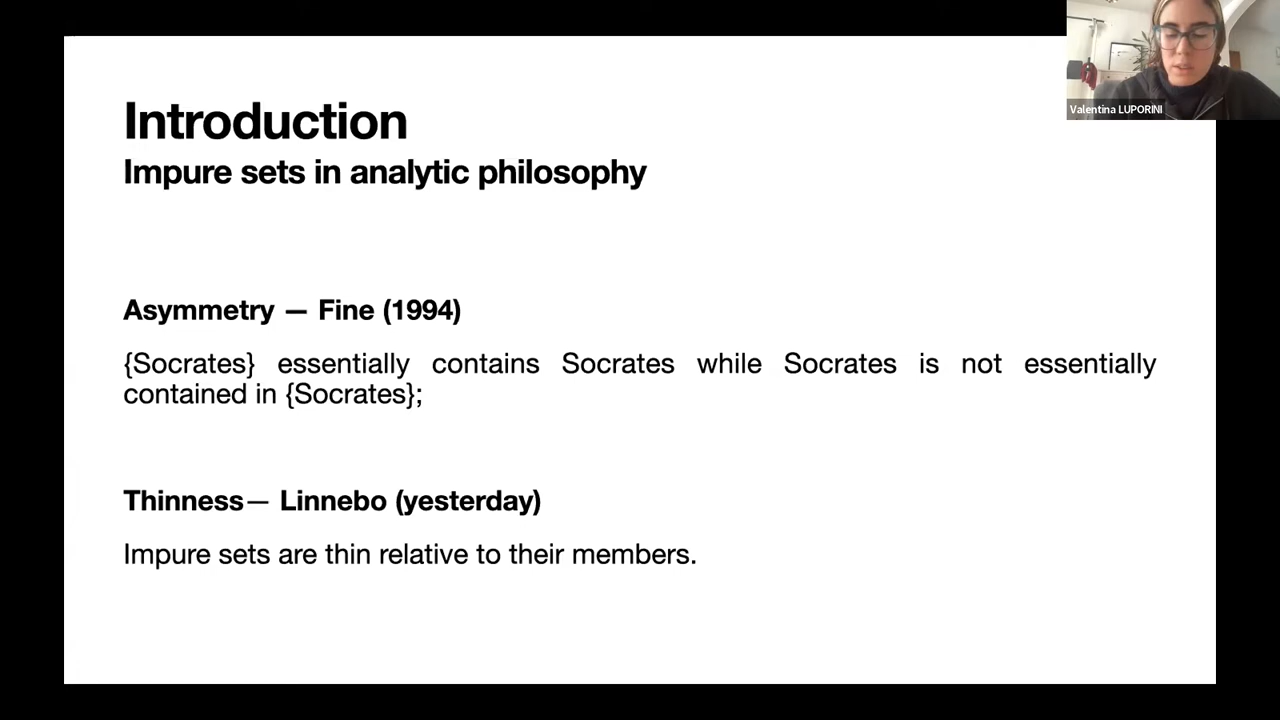 Introduction
Impure sets in analytic philosophy
Asymmetry — Fine (1994)
{Socrates} essentially contains Socrates while Socrates is not essentially
contained in {Socrates};
Thinness— Linnebo (yesterday)
Impure sets are thin relative to their members.
Valentina LUPORINI